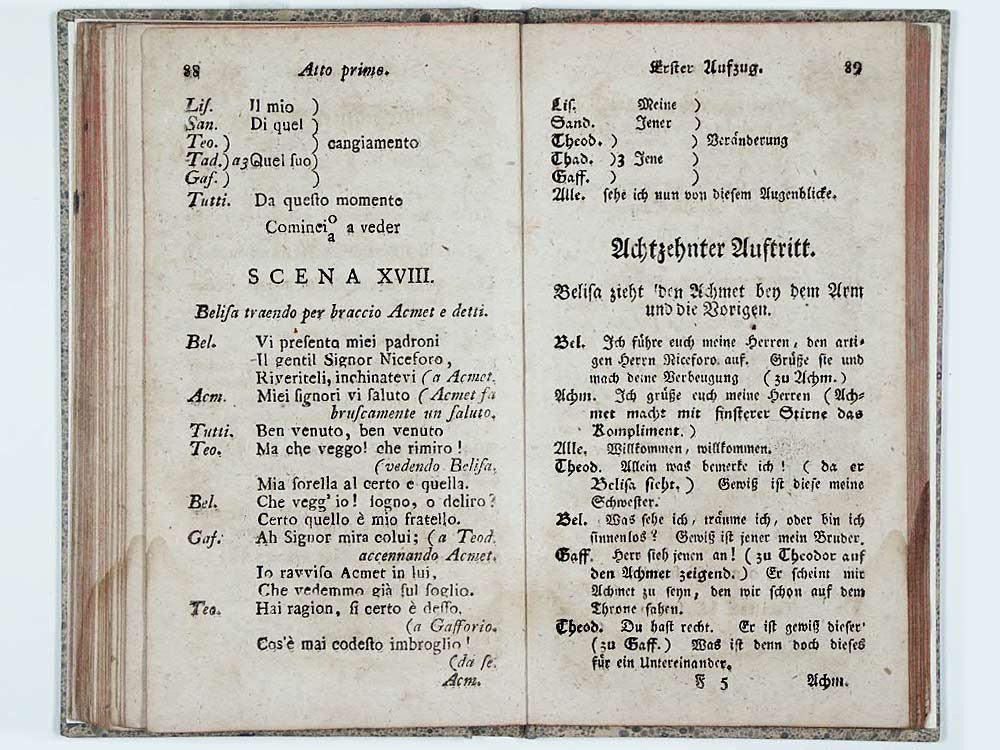 88 Atto primo.
Liſ. Il mio )
San. Di quel )
Teo. ) ) cangiamento
Tad. ) a3 Quel ſuo)
Gaſ. ) )
Tutti. Da queſto momento
Cominci o a a veder
SCENA XVIII.
Beliſa traendo per braccio Acmet e detti.
Bel. Vi preſento miei padroni
Il gentil Signor Niceforo,
Riveriteli, inchinatevi (a Acmet.
Acm. Miei ſignori vi ſaluto (Acmet fa
bruſcamente un ſaluto.
Tutti. Ben venuto, ben venuto
Teo. Ma che veggo! che rimiro!
(vedendo Beliſa.
Mia ſorella al certo e quella.
Bel. Che vegg'io! ſogno, o deliro?
Certo quello è mio fratello.
Gaf. Ah Signor mira colui; (a Teod.
accennando Acmet.
Io ravviſo Acmet in lui,
Che vedemmo già ſul ſoglio.
Teo. Hai ragion, ſi certo è deſſo.
(a Gafforio.
Cos'è mai codeſto imbroglio!
(da ſe.
Acm.
Erſter Aufzug. 89
Liſ. Meine )
Sand. Jener )
Theod. ) ) Veränderung
Thad. )3 Jene )
Gaff. ) )
Alle. ſehe ich nun von dieſem Augenblicke.
Achtzehnter Auftritt.
Beliſa zieht den Achmet bey dem Arm
und die Vorigen.
Bel. Ich führe euch meine Herren, den arti-
gen Herrn Niceforo auf. Grüße ſie und
mach deine Verbeugung (zu Achm.)
Achm. Ich grüße euch meine Herren (Ach-
met macht mit finſterer Stirne das
Kompliment.)
Alle. Willkommen, willkommen.
Theod. Allein was bemerke ich! (da er
Beliſa ſieht.) Gewiß iſt dieſe meine
Schweſter.
Bel. Was ſehe ich, träume ich, oder bin ich
ſinnenlos? Gewiß iſt jener mein Bruder.
Gaff. Herr ſieh jenen an! (zu Theodor auf
den Achmet zeigend.) Er ſcheint mir
Achmet zu ſeyn, den wir ſchon auf dem
Throne ſahen.
Theod. Du haſt recht. Er iſt gewiß dieſer
(zu Gaff.) Was iſt denn doch dieſes
für ein Untereinander.
F 5 Achm.